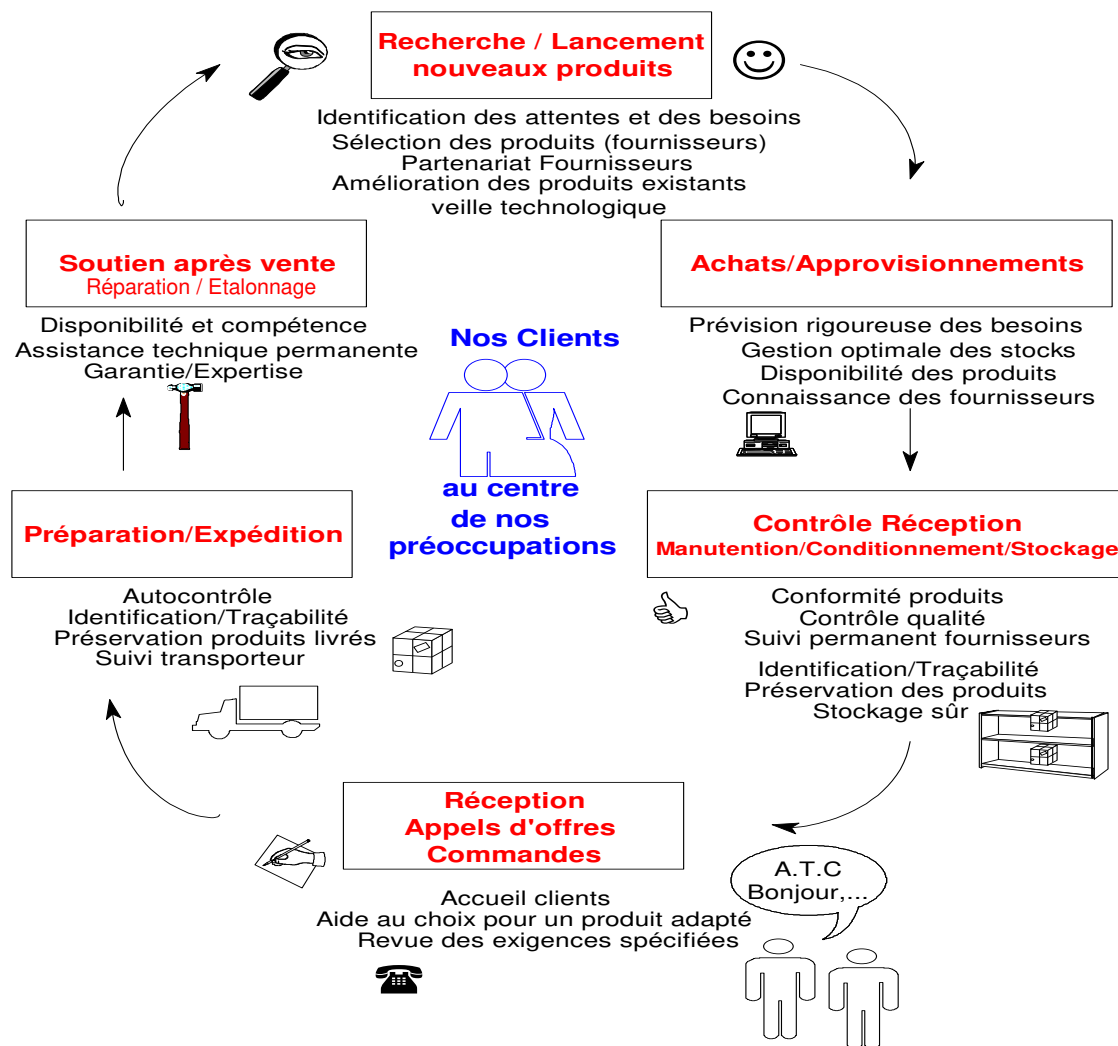 Recherche / Lancement
nouveaux produits
Identification des attentes et des besoins
Sélection des produits (fournisseurs)
Partenariat Fournisseurs
Amélioration des produits existants
veille technologique
Achats/Approvisionnements
Prévision rigoureuse des besoins
Gestion optimale des stocks
Disponibilité des produits
Connaissance des fournisseurs
Contrôle Réception
Manutention/Conditionnement/Stockage
Conformité produits
Contrôle qualité
Suivi permanent fournisseurs
Identification/Traçabilité
Préservation des produits
Stockage sûr
Réception
Appels d'offres
Commandes
Accueil clients
Aide au choix pour un produit adapté
Revue des exigences spécifiées
A.T.C
Bonjour,...
Préparation/Expédition
Autocontrôle
Identification/Traçabilité
Préservation produits livrés
Suivi transporteur
Soutien après vente
Réparation / Etalonnage
Disponibilité et compétence
Assistance technique permanente
Garantie/Expertise
Nos Clients
au centre
de nos
préoccupations